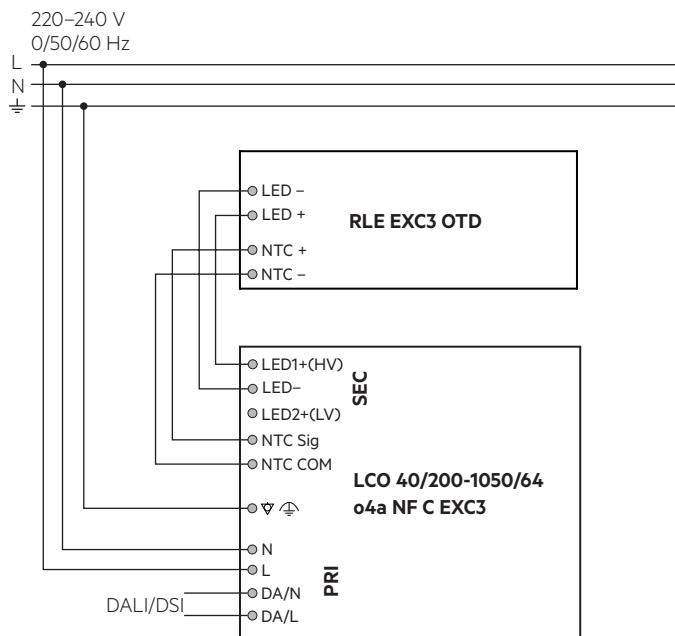 220–240 V
0/50/60 Hz
L
N
LED –
LED +
RLE EXC3 OTD
NTC +
NTC –
LED1+(HV)
LED–
SEC
LED2+(LV)
NTC Sig
NTC COM
LCO 40/200-1050/64
o4a NF C EXC3
N
L
PRI
DALI/DSI
DA/N
DA/L